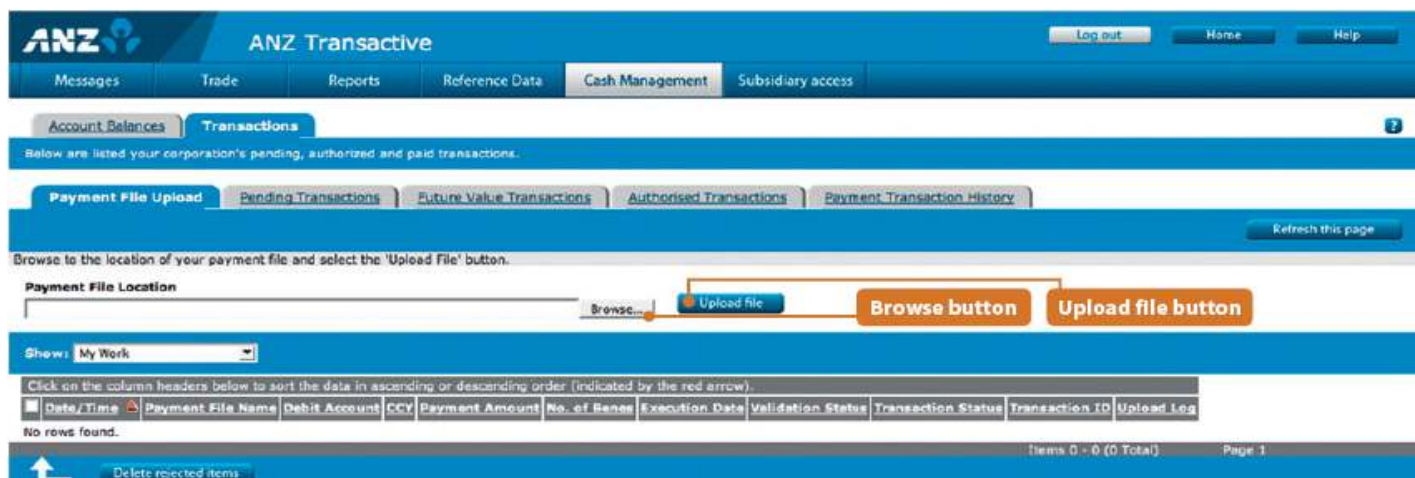 ANZ
ANZ Transactive
Log out Home Help
Messages Trade Reports Reference Data Cash Management Subsidiary access
Account Balances Transactions ?
Below are listed your corporation's pending, authorized and paid transactions.
Payment File Upload Pending Transactions Future Value Transactions Authorised Transactions Payment Transaction History
Refresh this page
Browse to the location of your payment file and select the 'Upload File' button.
Payment File Location
Browse... Upload file Browse button Upload file button
Show: My Work
Click on the column headers below to sort the data in ascending or descending order (indicated by the red arrow).
Date/Time Payment File Name Debit Account CCY Payment Amount No. of Benes Execution Date Validation Status Transaction Status Transaction ID Upload Log
No rows found.
Items 0 - 0 (0 Total) Page 1
Delete rejected items